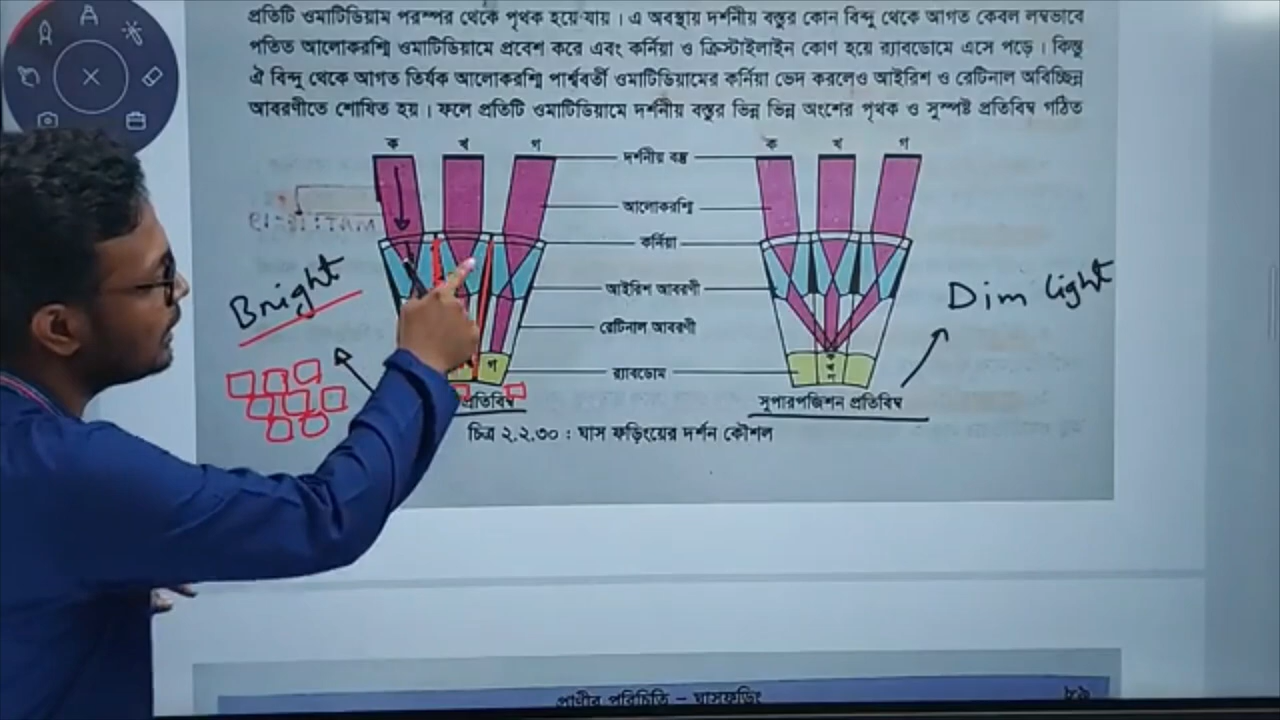 প্রতিটি ওমাটিডিয়াম পরস্পর থেকে পৃথক হয়ে যায় । এ অবস্থায় দর্শনীয় বস্তুর কোন বিন্দু থেকে আগত কেবল লম্বভাবে
পতিত আলোকরশ্মি ওমাটিডিয়ামে প্রবেশ করে এবং কর্নিয়া ও ক্রিস্টাইলাইন কোণ হয়ে র‍্যাবডোমে এসে পড়ে । কিন্তু
ঐ বিন্দু থেকে আগত তির্যক আলোকরশ্মি পার্শ্ববর্তী ওমাটিডিয়ামের কর্নিয়া ভেদ করলেও আইরিশ ও রেটিনাল অবিচ্ছিন্ন
আবরণীতে শোষিত হয় । ফলে প্রতিটি ওমাটিডিয়ামে দর্শনীয় বস্তুর ভিন্ন ভিন্ন অংশের পৃথক ও সুস্পষ্ট প্রতিবিম্ব গঠিত
ক খ গ ক খ গ
দর্শনীয় বস্তু
আলোকরশ্মি
কর্নিয়া
আইরিশ আবরণী
রেটিনাল আবরণী
র‍্যাবডোম
Bright
Dim light
গ
ক
খ
গ
প্রতিবিম্ব
সুপারপজিশন প্রতিবিম্ব
চিত্র ২.২.৩০ : ঘাস ফড়িংয়ের দর্শন কৌশল
প্রাণীর পরিচিতি – ঘাসফড়িং ৮৯